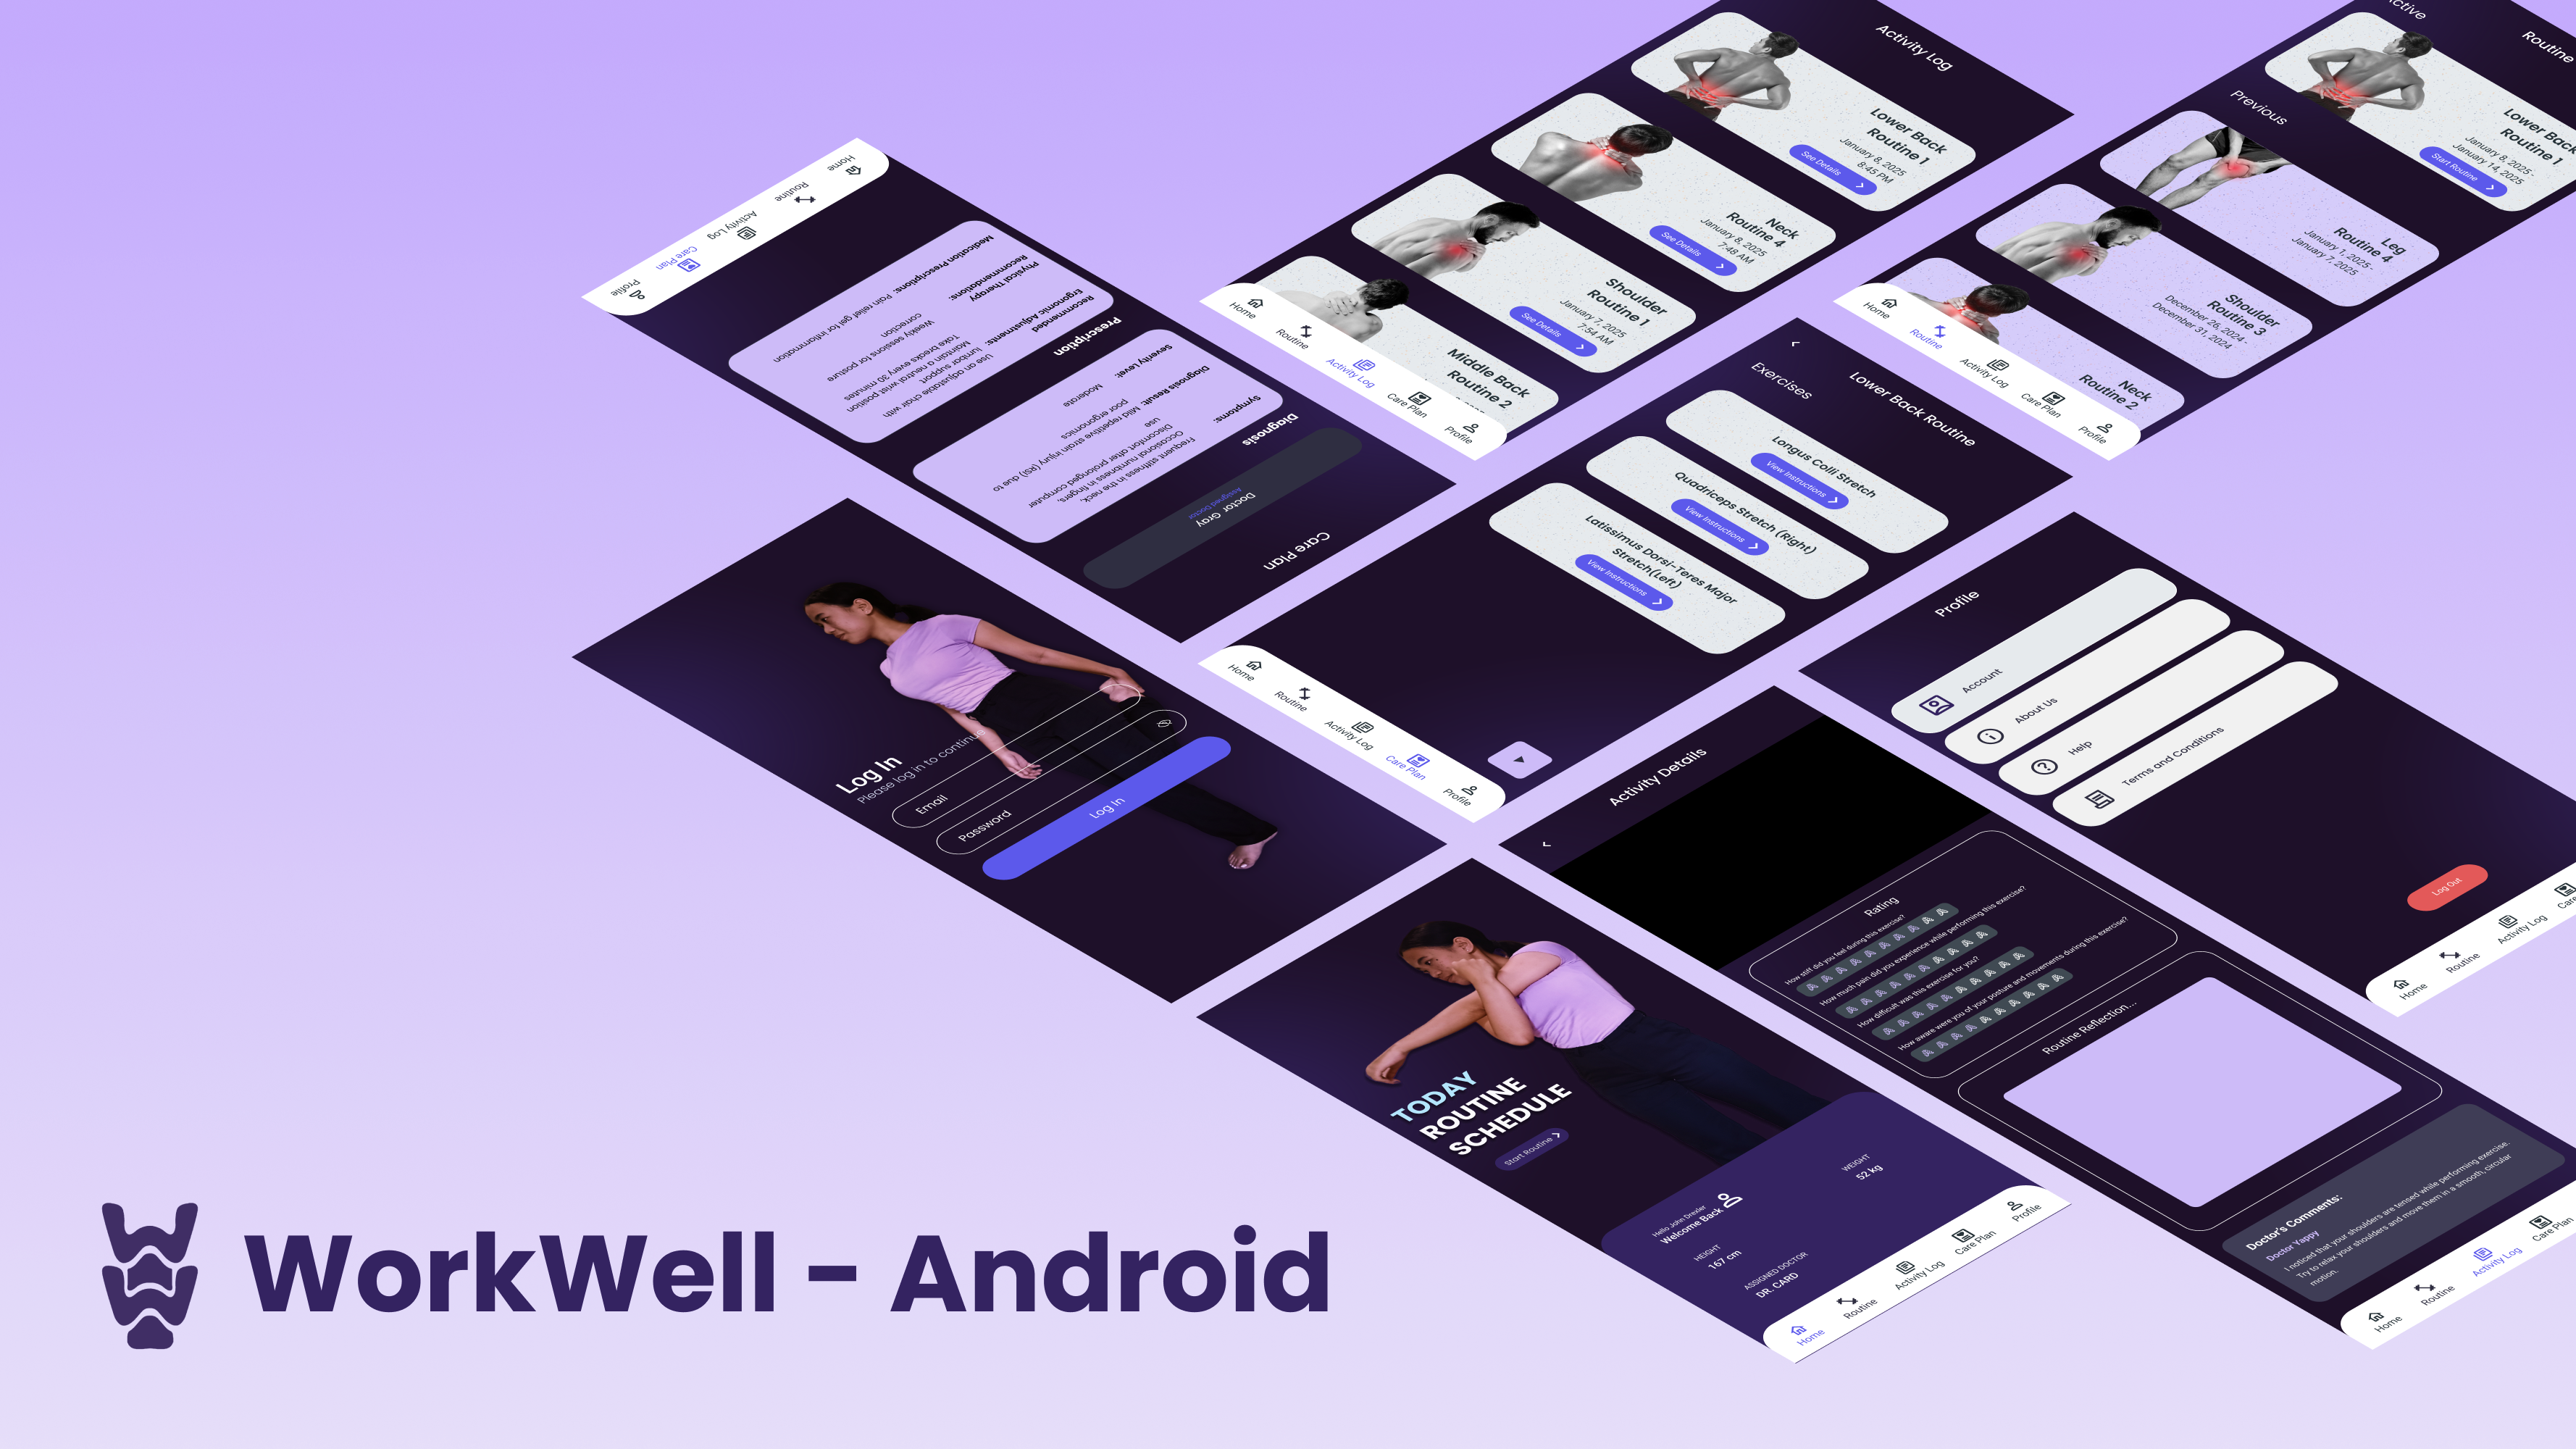 Home
Routine
Activity Log
Care Plan
Profile
Care Plan
Doctor Gray
Assigned Doctor
Diagnosis
Symptoms:
Frequent stiffness in the neck,
Occasional numbness in fingers,
Discomfort after prolonged computer
use
Diagnosis Result: Mild repetitive strain injury (RSI) due to
poor ergonomics
Severity Level:
Moderate
Prescription
Recommended
Ergonomic Adjustments:
Use an adjustable chair with
lumbar support
Maintain a neutral wrist position
Take breaks every 30 minutes
Physical Therapy
Recommendations:
Weekly sessions for posture
correction
Medication Prescriptions: Pain relief gel for inflammation
Activity Log
Lower Back
Routine 1
January 8, 2025
8:45 PM
See Details
Neck
Routine 4
January 8, 2025
7:48 AM
See Details
Shoulder
Routine 1
January 7, 2025
7:54 AM
See Details
Middle Back
Routine 2
Home
Routine
Activity Log
Care Plan
Profile
Routine
Lower Back
Routine 1
January 8, 2025 -
January 14, 2025
Start Routine
Previous
Leg
Routine 4
January 1, 2025 -
January 7, 2025
Shoulder
Routine 3
December 26, 2024 -
December 31, 2024
Neck
Routine 2
Home
Routine
Activity Log
Care Plan
Profile
Lower Back Routine
Exercises
Longus Colli Stretch
View Instructions
Quadriceps Stretch (Right)
View Instructions
Latissimus Dorsi-Teres Major
Stretch(Left)
View Instructions
Home
Routine
Activity Log
Care Plan
Profile
Log In
Please log in to continue
Email
Password
Log In
Profile
Account
About Us
Help
Terms and Conditions
Log Out
Home
Routine
Activity Log
Activity Details
Rating
How stiff did you feel during this exercise?
How much pain did you experience while performing this exercise?
How difficult was this exercise for you?
How aware were you of your posture and movements during this exercise?
Routine Reflection...
Doctor's Comments:
Doctor Yappy
I noticed that your shoulders are tensed while performing exercise.
Try to relax your shoulders and move them in a smooth, circular
motion.
Home
Routine
Activity Log
Care Plan
TODAY
ROUTINE
SCHEDULE
Start Routine
Hello John Drexler
Welcome Back
HEIGHT
167 cm
WEIGHT
52 kg
ASSIGNED DOCTOR
DR. CARD
Home
Routine
Activity Log
Care Plan
Profile
WorkWell - Android